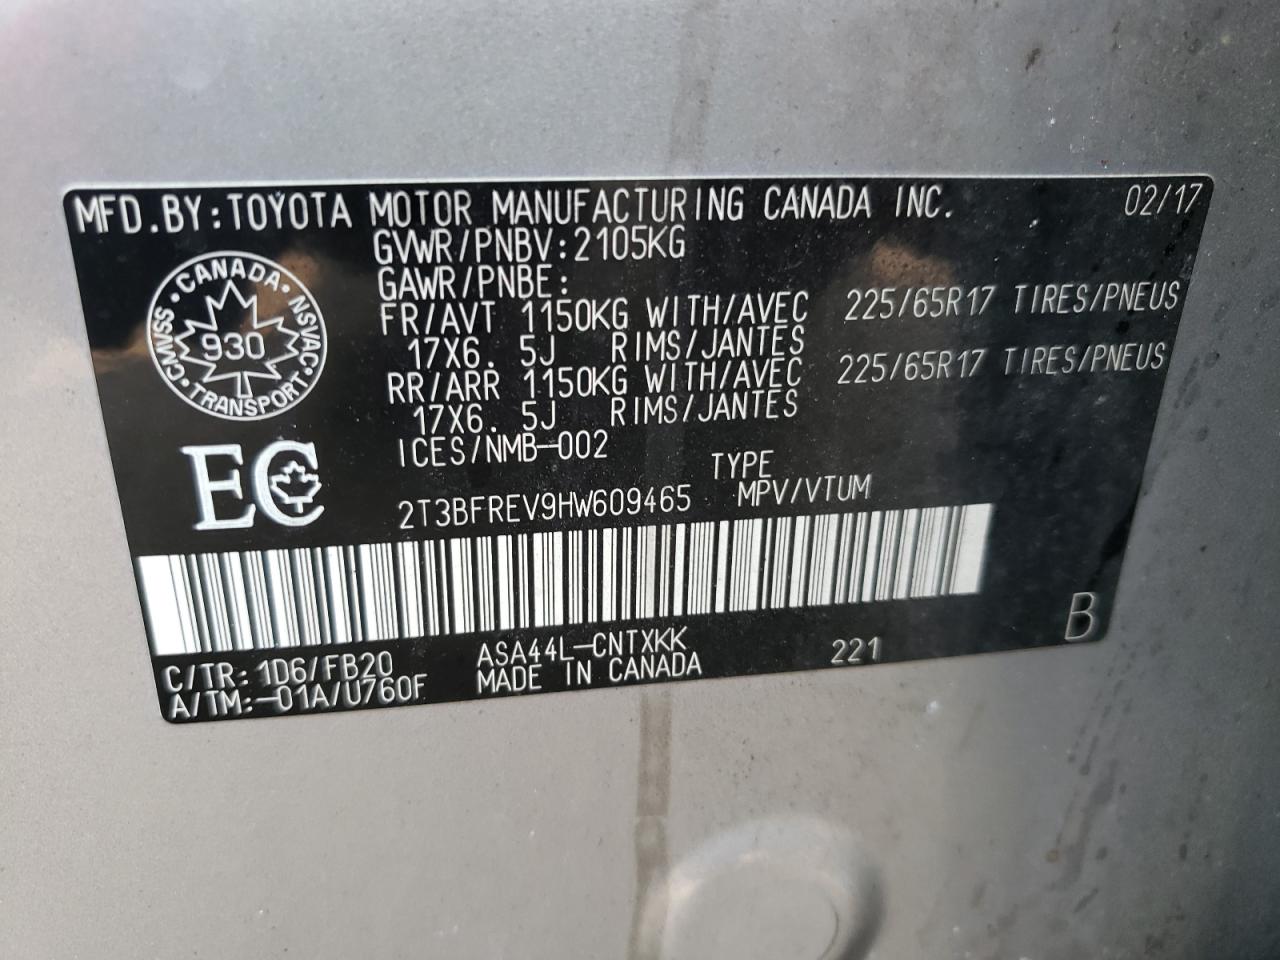 MFD.BY:TOYOTA MOTOR MANUFACTURING CANADA INC. 02/17
GVWR/PNBV:2105KG
GAWR/PNBE:
FR/AVT 1150KG WITH/AVEC 225/65R17 TIRES/PNEUS
17X6. 5J RIMS/JANTES
RR/ARR 1150KG WITH/AVEC 225/65R17 TIRES/PNEUS
17X6. 5J RIMS/JANTES
ICES/NMB-002
CANADA
CMVSS
NSVAC
930
TRANSPORT
EC
TYPE
2T3BFREV9HW609465 MPV/VTUM
C/TR: 1D6/FB20 ASA44L-CNTXKK 221 B
A/TM:-01A/U760F MADE IN CANADA